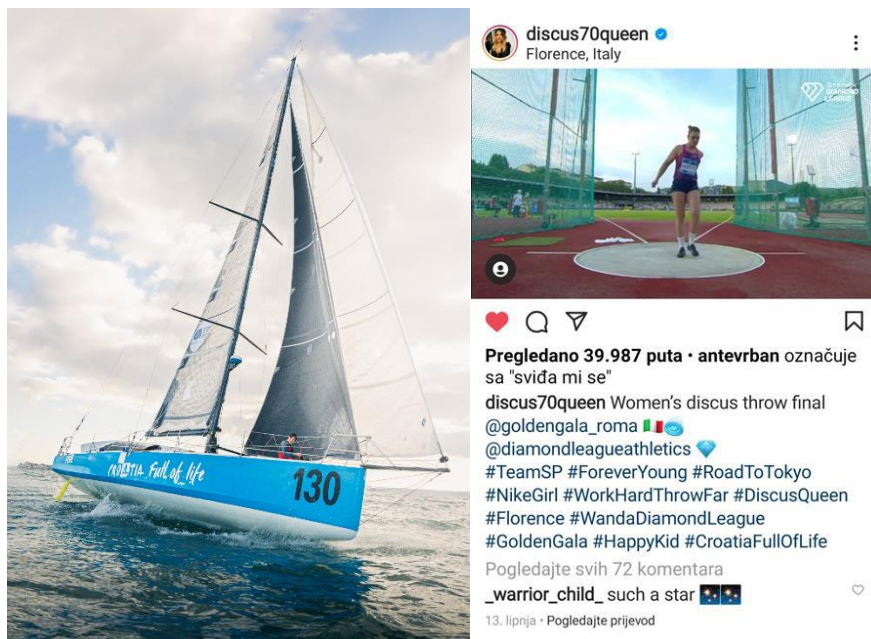 CROATIA Full of life
130
discus70queen
Florence, Italy
DIAMOND
LEAGUE
Pregledano 39.987 puta • antevrban označuje
sa "sviđa mi se"
discus70queen Women's discus throw final
@goldengala_roma 🇮🇹🥏
@diamondleagueathletics 💎
#TeamSP #ForeverYoung #RoadToTokyo
#NikeGirl #WorkHardThrowFar #DiscusQueen
#Florence #WandaDiamondLeague
#GoldenGala #HappyKid #CroatiaFullOfLife
Pogledajte svih 72 komentara
_warrior_child_ such a star 🎇🎇
13. lipnja • Pogledajte prijevod